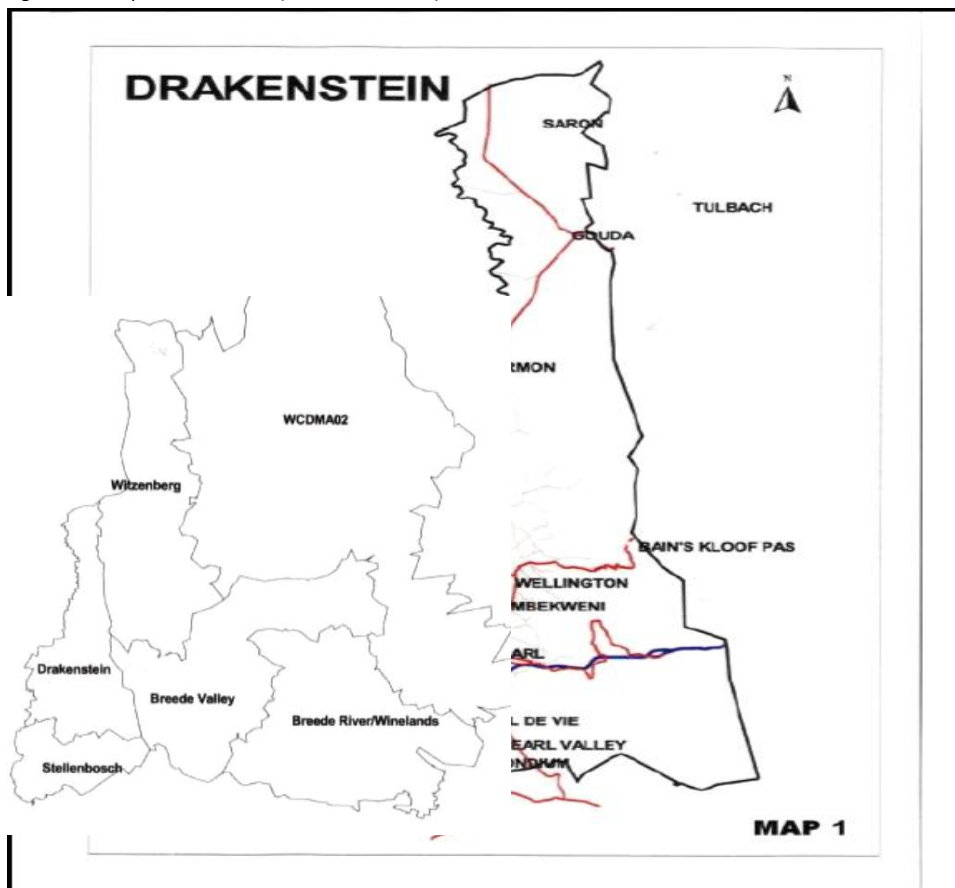 DRAKENSTEIN
N
SARON
TULBACH
GOUDA
RMON
WCDMA02
Witzenberg
BAIN'S KLOOF PAS
WELLINGTON
MBEKWENI
ARL
Drakenstein
Breede Valley
Breede River/Winelands
L DE VIE
EARL VALLEY
ONDIUM
Stellenbosch
MAP 1